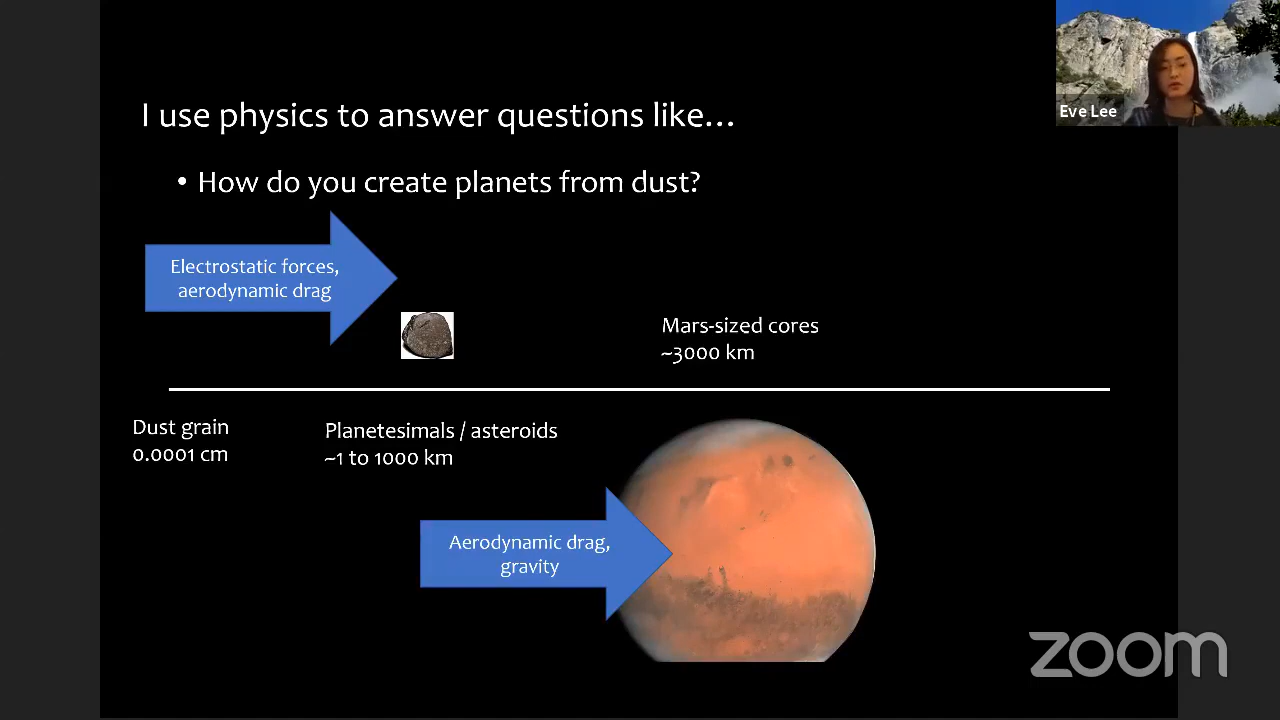 I use physics to answer questions like...
• How do you create planets from dust?
Electrostatic forces,
aerodynamic drag
Mars-sized cores
~3000 km
Dust grain
0.0001 cm
Planetesimals / asteroids
~1 to 1000 km
Aerodynamic drag,
gravity
Eve Lee
zoom